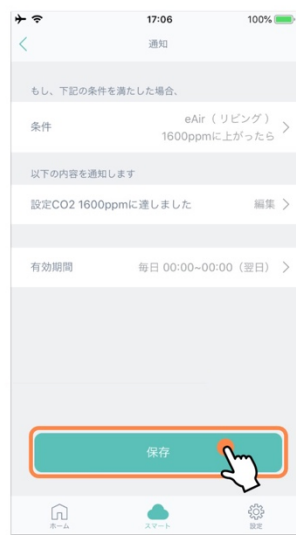 17:06
100%
通知
もし、下記の条件を満たした場合、
条件
eAir（リビング）
1600ppmに上がったら
以下の内容を通知します
設定CO2 1600ppmに達しました 編集
有効期間 毎日 00:00~00:00（翌日）
保存
ホーム スマート 設定